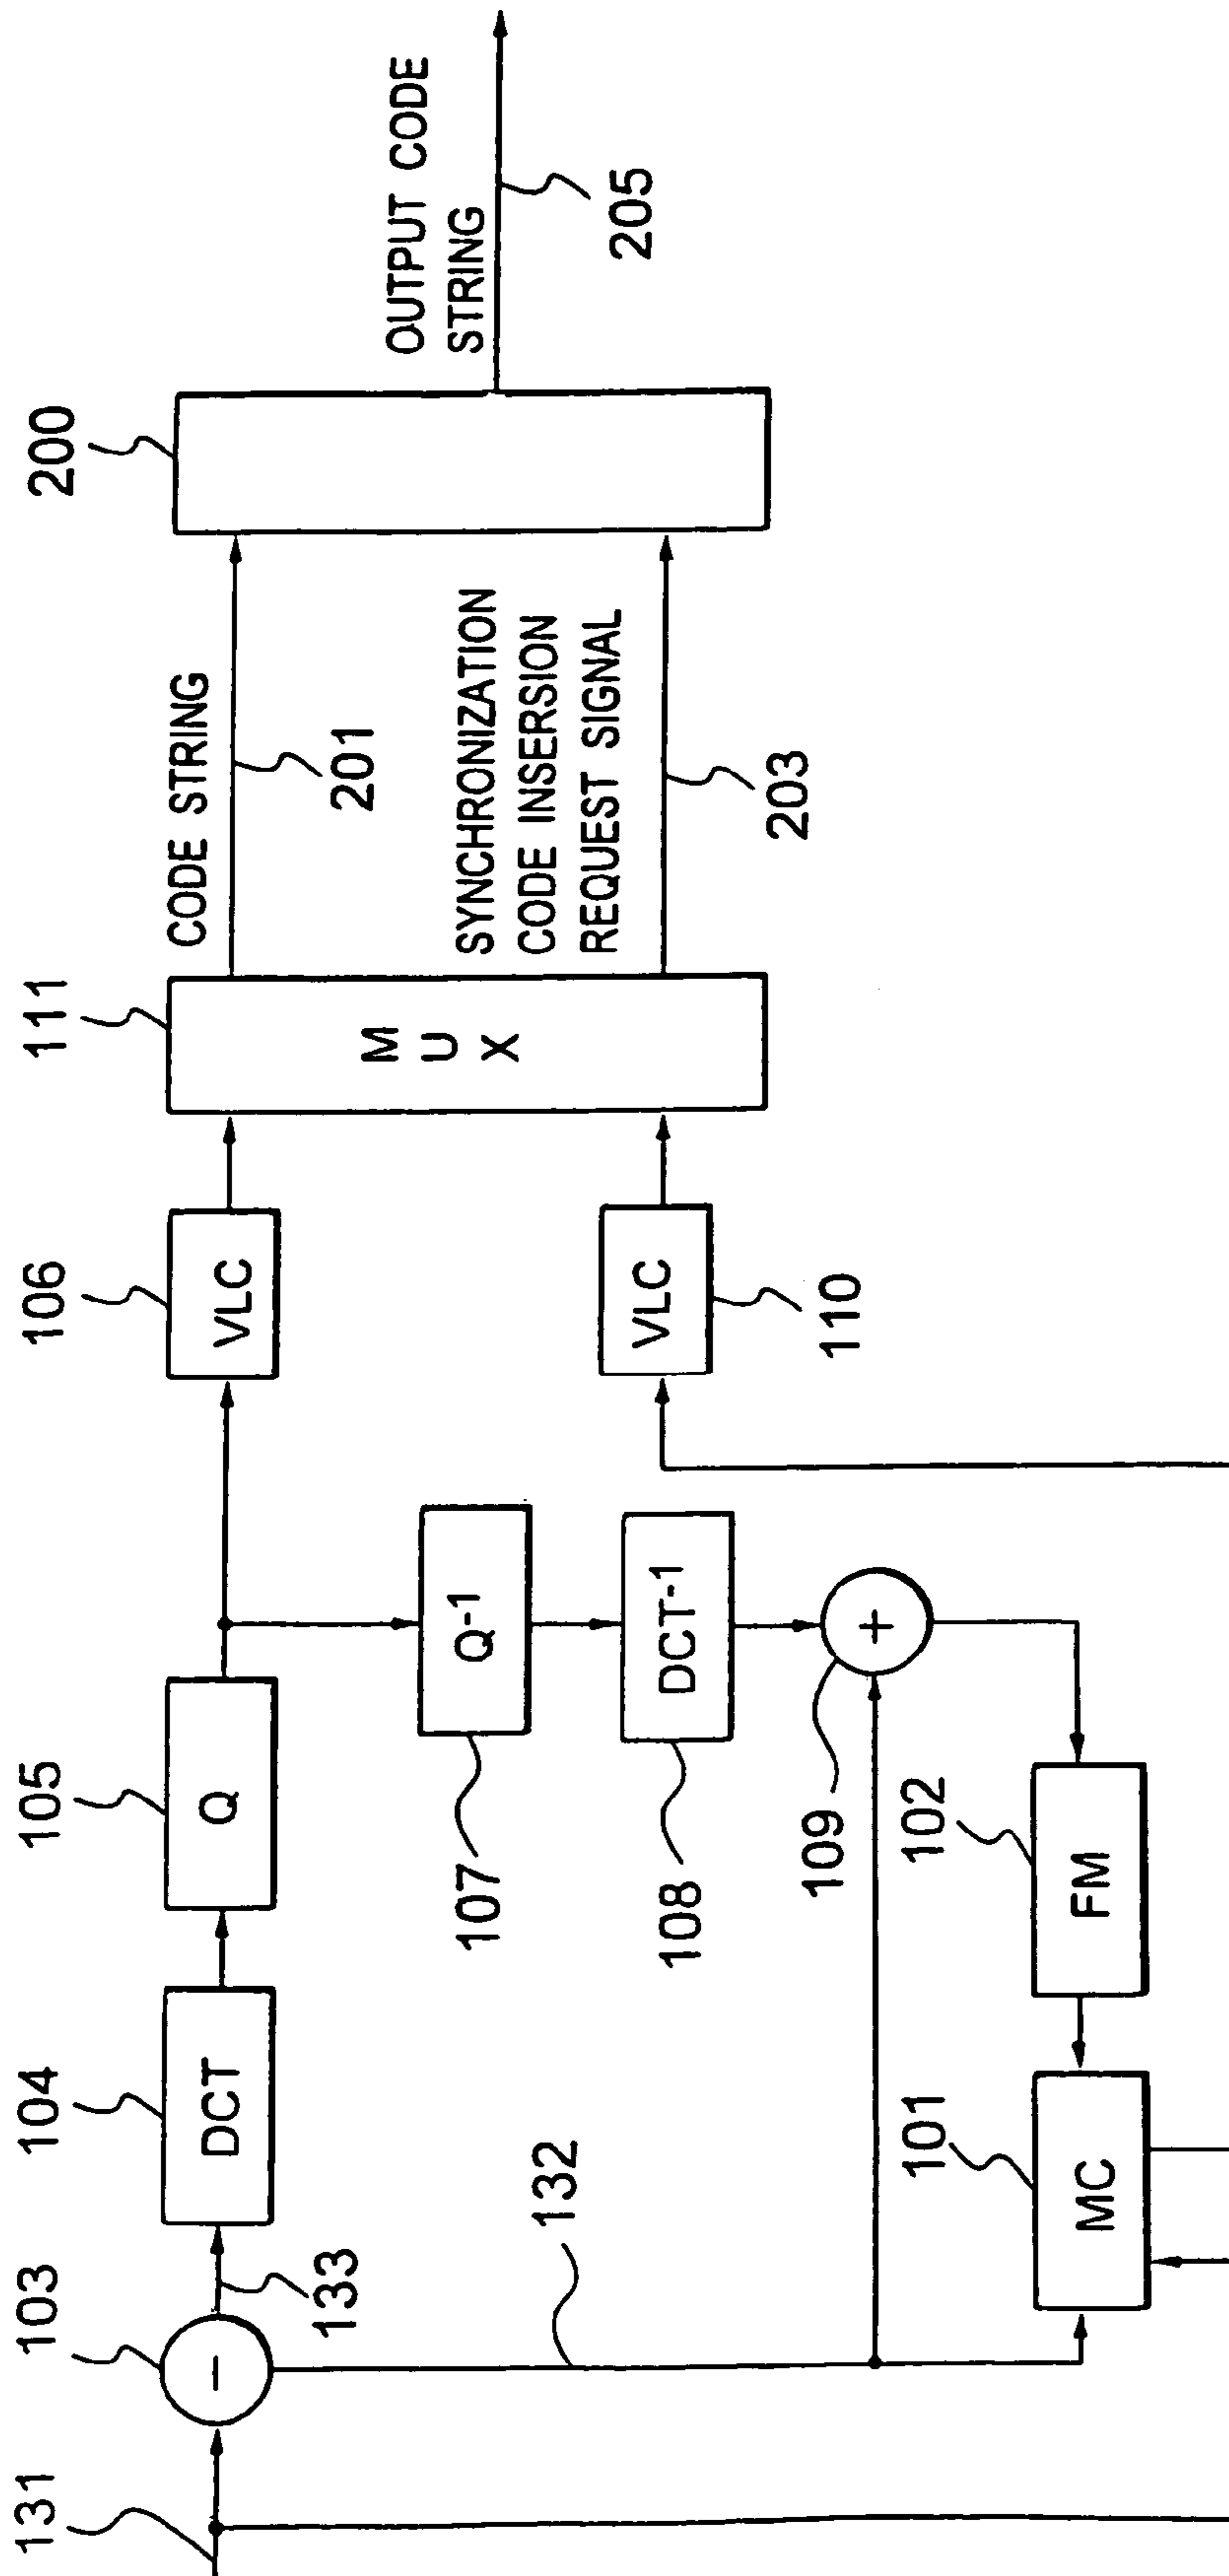 131
103
133
104
DCT
105
Q
106
VLC
111
M
U
X
CODE STRING
201
SYNCHRONIZATION
CODE INSERSION
REQUEST SIGNAL
203
200
OUTPUT CODE
STRING
205
132
107
Q-1
108
DCT-1
109
+
−
110
VLC
101
MC
102
FM